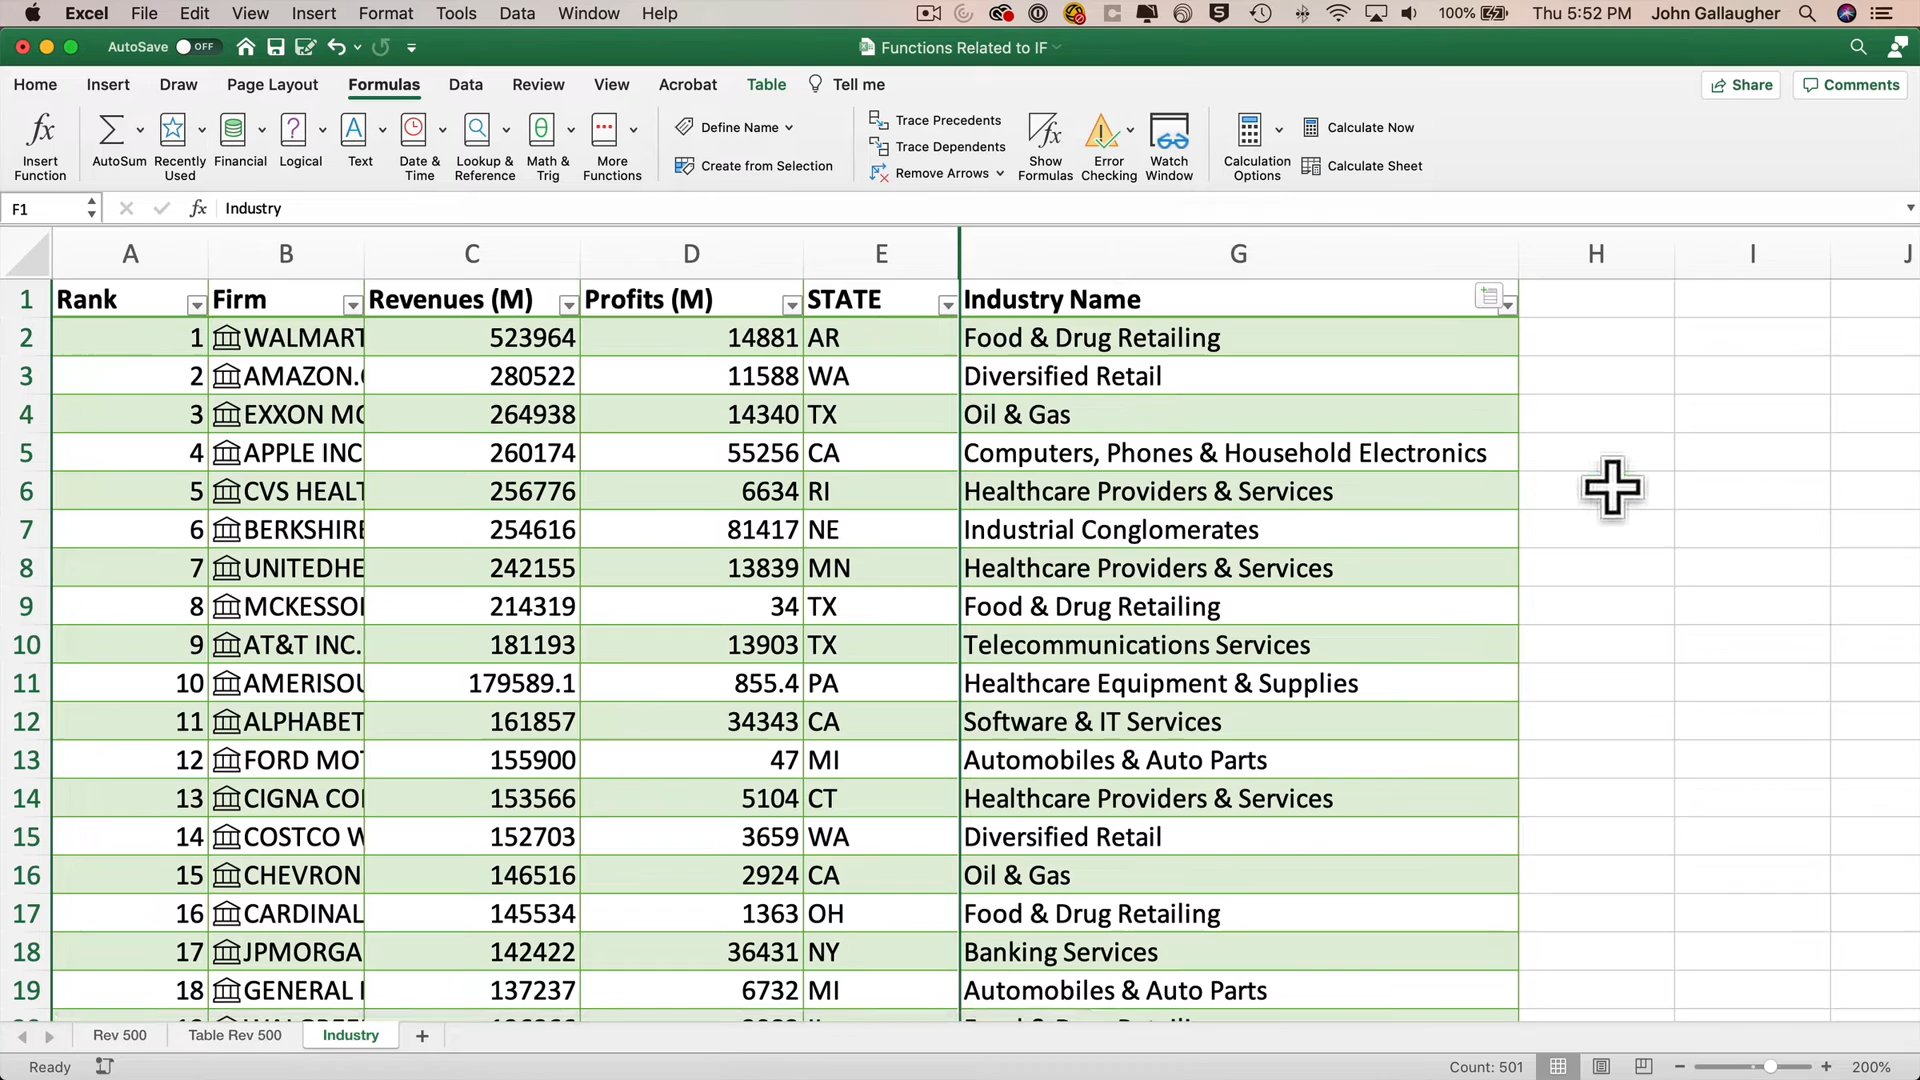 Excel File Edit View Insert Format Tools Data Window Help 100% Thu 5:52 PM John Gallaugher
AutoSave OFF Functions Related to IF
Home Insert Draw Page Layout Formulas Data Review View Acrobat Table Tell me Share Comments
Insert Function AutoSum Recently Used Financial Logical Text Date & Time Lookup & Reference Math & Trig More Functions Define Name Create from Selection Trace Precedents Trace Dependents Remove Arrows Show Formulas Error Checking Watch Window Calculation Options Calculate Now Calculate Sheet
F1 fx Industry
A B C D E G H I J
1 Rank Firm Revenues (M) Profits (M) STATE Industry Name
2 1 WALMART 523964 14881 AR Food & Drug Retailing
3 2 AMAZON. 280522 11588 WA Diversified Retail
4 3 EXXON MO 264938 14340 TX Oil & Gas
5 4 APPLE INC 260174 55256 CA Computers, Phones & Household Electronics
6 5 CVS HEALT 256776 6634 RI Healthcare Providers & Services
7 6 BERKSHIRE 254616 81417 NE Industrial Conglomerates
8 7 UNITEDHE 242155 13839 MN Healthcare Providers & Services
9 8 MCKESSO 214319 34 TX Food & Drug Retailing
10 9 AT&T INC. 181193 13903 TX Telecommunications Services
11 10 AMERISOU 179589.1 855.4 PA Healthcare Equipment & Supplies
12 11 ALPHABET 161857 34343 CA Software & IT Services
13 12 FORD MOT 155900 47 MI Automobiles & Auto Parts
14 13 CIGNA CO 153566 5104 CT Healthcare Providers & Services
15 14 COSTCO W 152703 3659 WA Diversified Retail
16 15 CHEVRON 146516 2924 CA Oil & Gas
17 16 CARDINAL 145534 1363 OH Food & Drug Retailing
18 17 JPMORGA 142422 36431 NY Banking Services
19 18 GENERAL 137237 6732 MI Automobiles & Auto Parts
Rev 500 Table Rev 500 Industry +
Ready Count: 501 200%